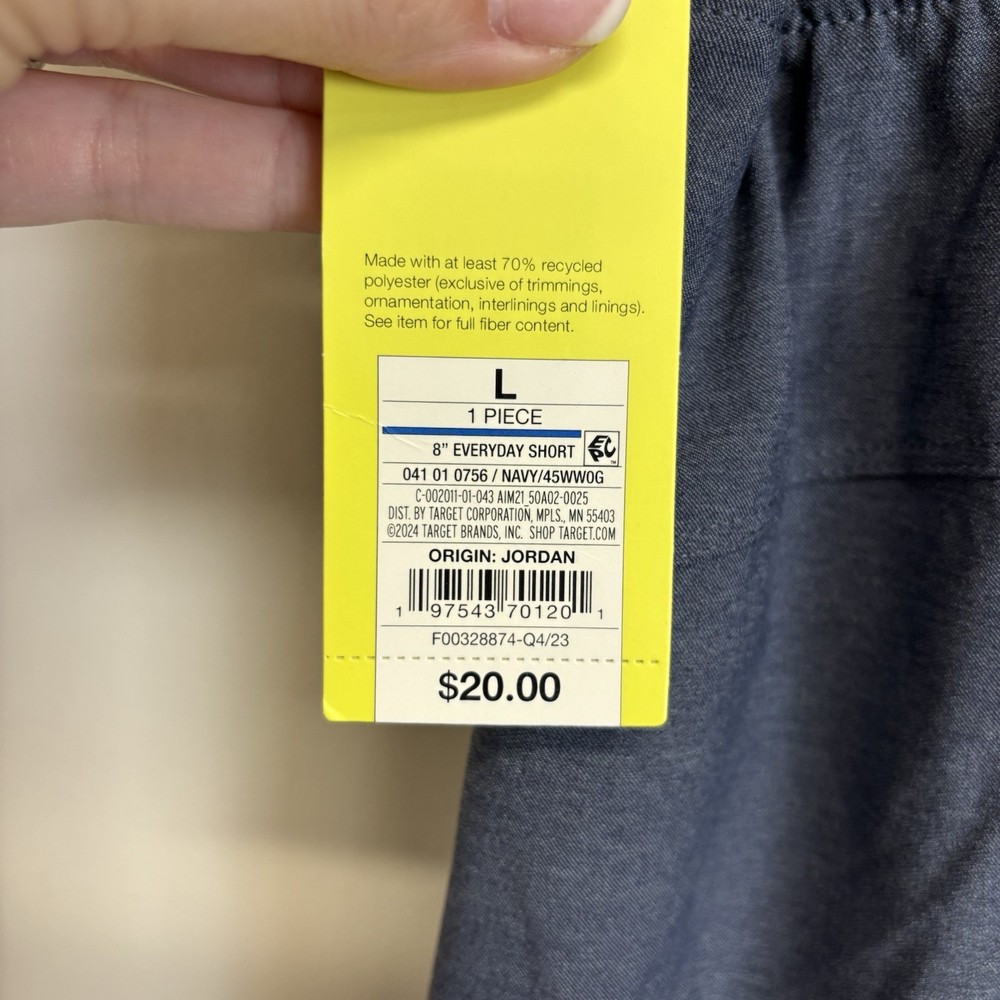 Made with at least 70% recycled
polyester (exclusive of trimmings,
ornamentation, interlinings and linings).
See item for full fiber content.
L
1 PIECE
8" EVERYDAY SHORT
EPC™
041 01 0756 / NAVY/45WW0G
C-002011-01-043 AIM21 50A02-0025
DIST. BY TARGET CORPORATION, MPLS., MN 55403
©2024 TARGET BRANDS, INC. SHOP TARGET.COM
ORIGIN: JORDAN
1 97543 70120 1
F00328874-Q4/23
$20.00